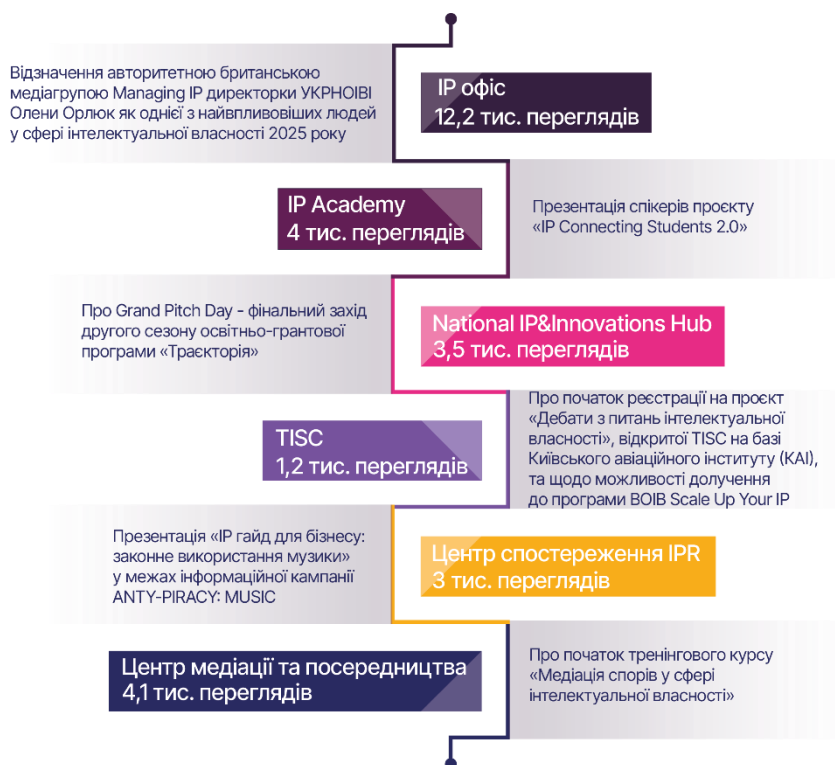 Відзначення авторитетною британською
медіагрупою Managing IP директорки УКРНОІВІ
Олени Орлюк як однієї з найвпливовіших людей
у сфері інтелектуальної власності 2025 року
IP офіс
12,2 тис. переглядів
IP Academy
4 тис. переглядів
Презентація спікерів проєкту
«IP Connecting Students 2.0»
Про Grand Pitch Day - фінальний захід
другого сезону освітньо-грантової
програми «Траєкторія»
National IP&Innovations Hub
3,5 тис. переглядів
TISC
1,2 тис. переглядів
Про початок реєстрації на проєкт
«Дебати з питань інтелектуальної
власності», відкритої TISC на базі
Київського авіаційного інституту (КАІ),
та щодо можливості долучення
до програми ВОІВ Scale Up Your IP
Презентація «IP гайд для бізнесу:
законне використання музики»
у межах інформаційної кампанії
ANTY-PIRACY: MUSIC
Центр спостереження IPR
3 тис. переглядів
Центр медіації та посередництва
4,1 тис. переглядів
Про початок тренінгового курсу
«Медіація спорів у сфері
інтелектуальної власності»